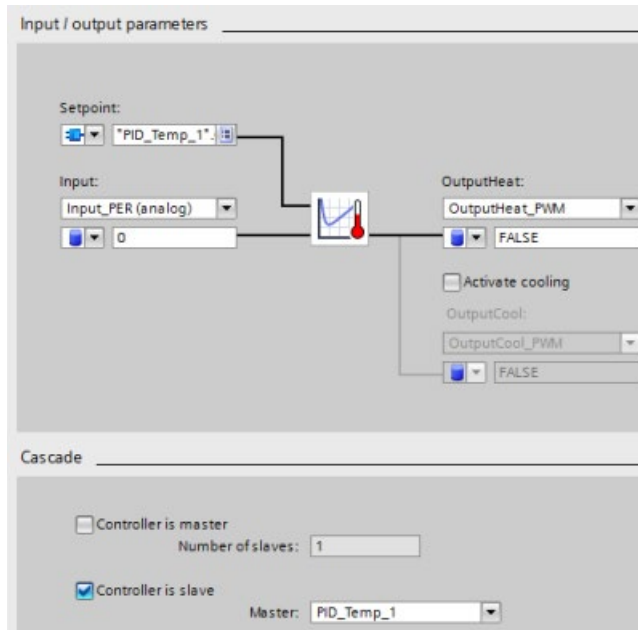 Input / output parameters
Setpoint:
"PID_Temp_1".
Input:
Input_PER (analog)
0
OutputHeat:
OutputHeat_PWM
FALSE
Activate cooling
OutputCool:
OutputCool_PWM
FALSE
Cascade
Controller is master
Number of slaves: 1
Controller is slave
Master: PID_Temp_1